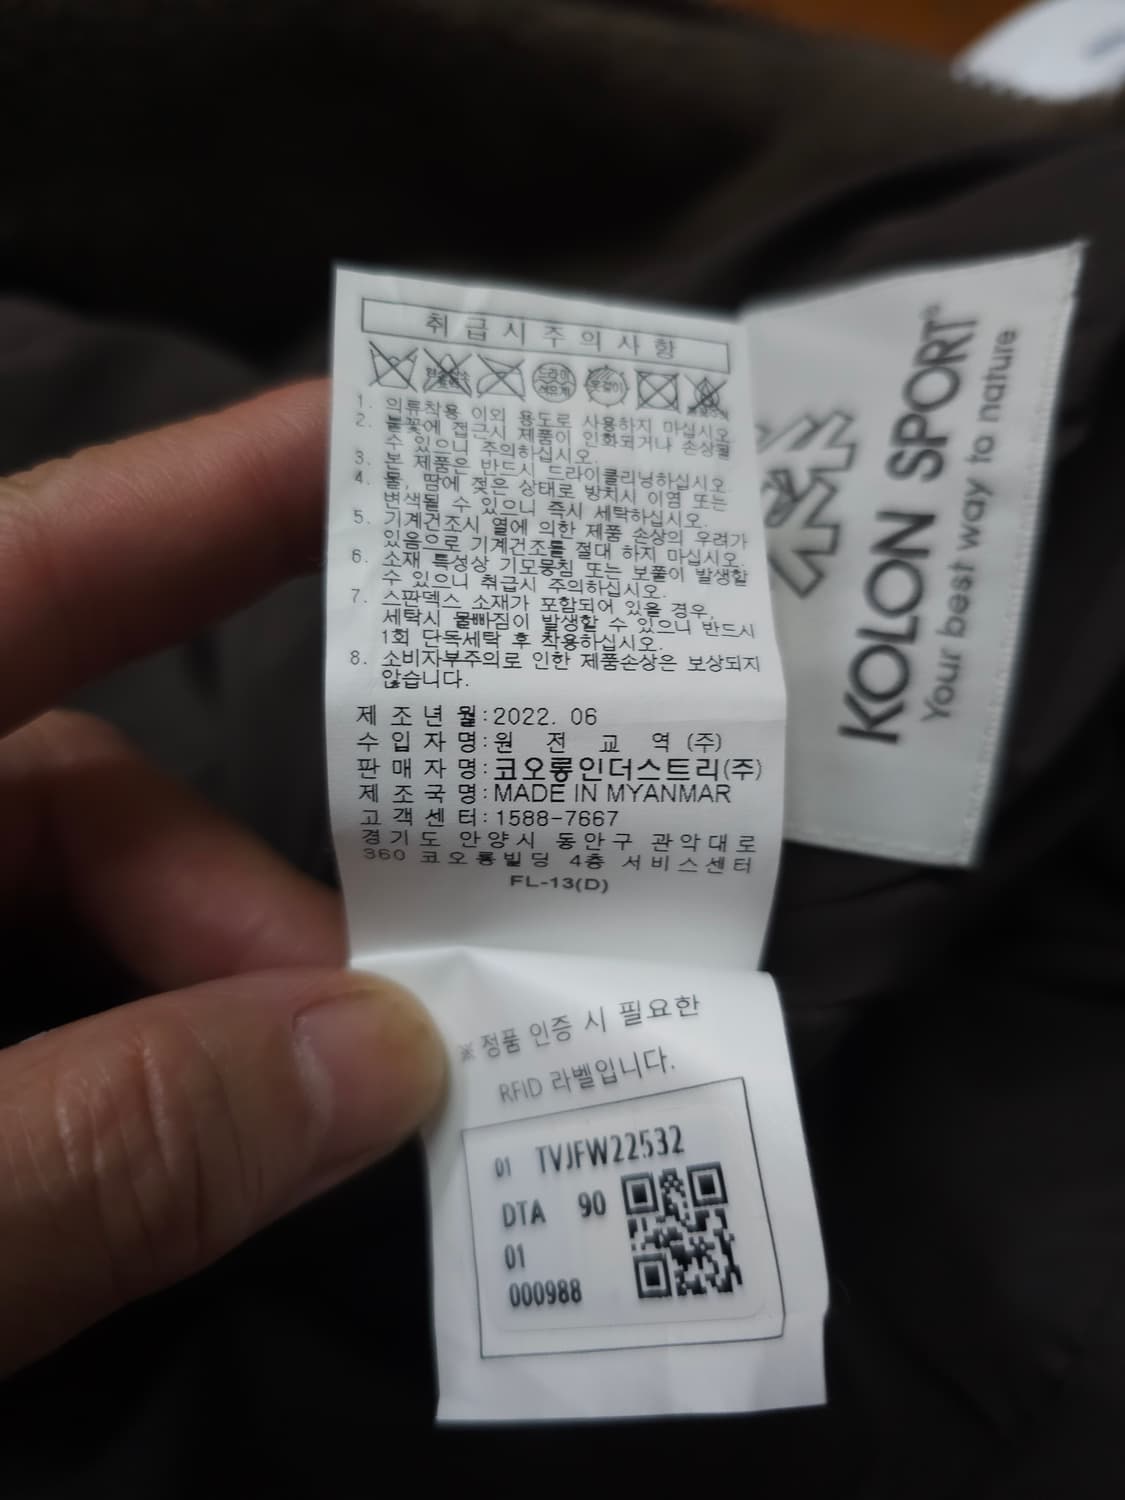 취급시주의사항
드라이
석유계
옷걸이
1. 의류착용 이외 용도로 사용하지 마십시오
2. 불꽃에 접근시 제품이 인화되거나 손상될
수 있으니 주의하십시오.
3. 본 제품은 반드시 드라이클리닝하십시오.
4. 물, 땀에 젖은 상태로 방치시 이염 또는
변색될 수 있으니 즉시 세탁하십시오.
5. 기계건조시 열에 의한 제품 손상의 우려가
있음으로 기계건조를 절대 하지 마십시오.
6. 소재 특성상 기모뭉침 또는 보풀이 발생할
수 있으니 취급시 주의하십시오.
7. 스판덱스 소재가 포함되어 있을 경우,
세탁시 물빠짐이 발생할 수 있으니 반드시
1회 단독세탁 후 착용하십시오.
8. 소비자부주의로 인한 제품손상은 보상되지
않습니다.
제조년월:2022. 06
수입자명:원 전 교 역 (주)
판매자명:코오롱인더스트리(주)
제조국명:MADE IN MYANMAR
고객센터:1588-7667
경기도 안양시 동안구 관악대로
360 코오롱빌딩 4층 서비스센터
FL-13(D)
※ 정품 인증 시 필요한
RFID 라벨입니다.
01 TVJFW22532
DTA 90
01
000988
KOLON SPORT®
Your best way to nature